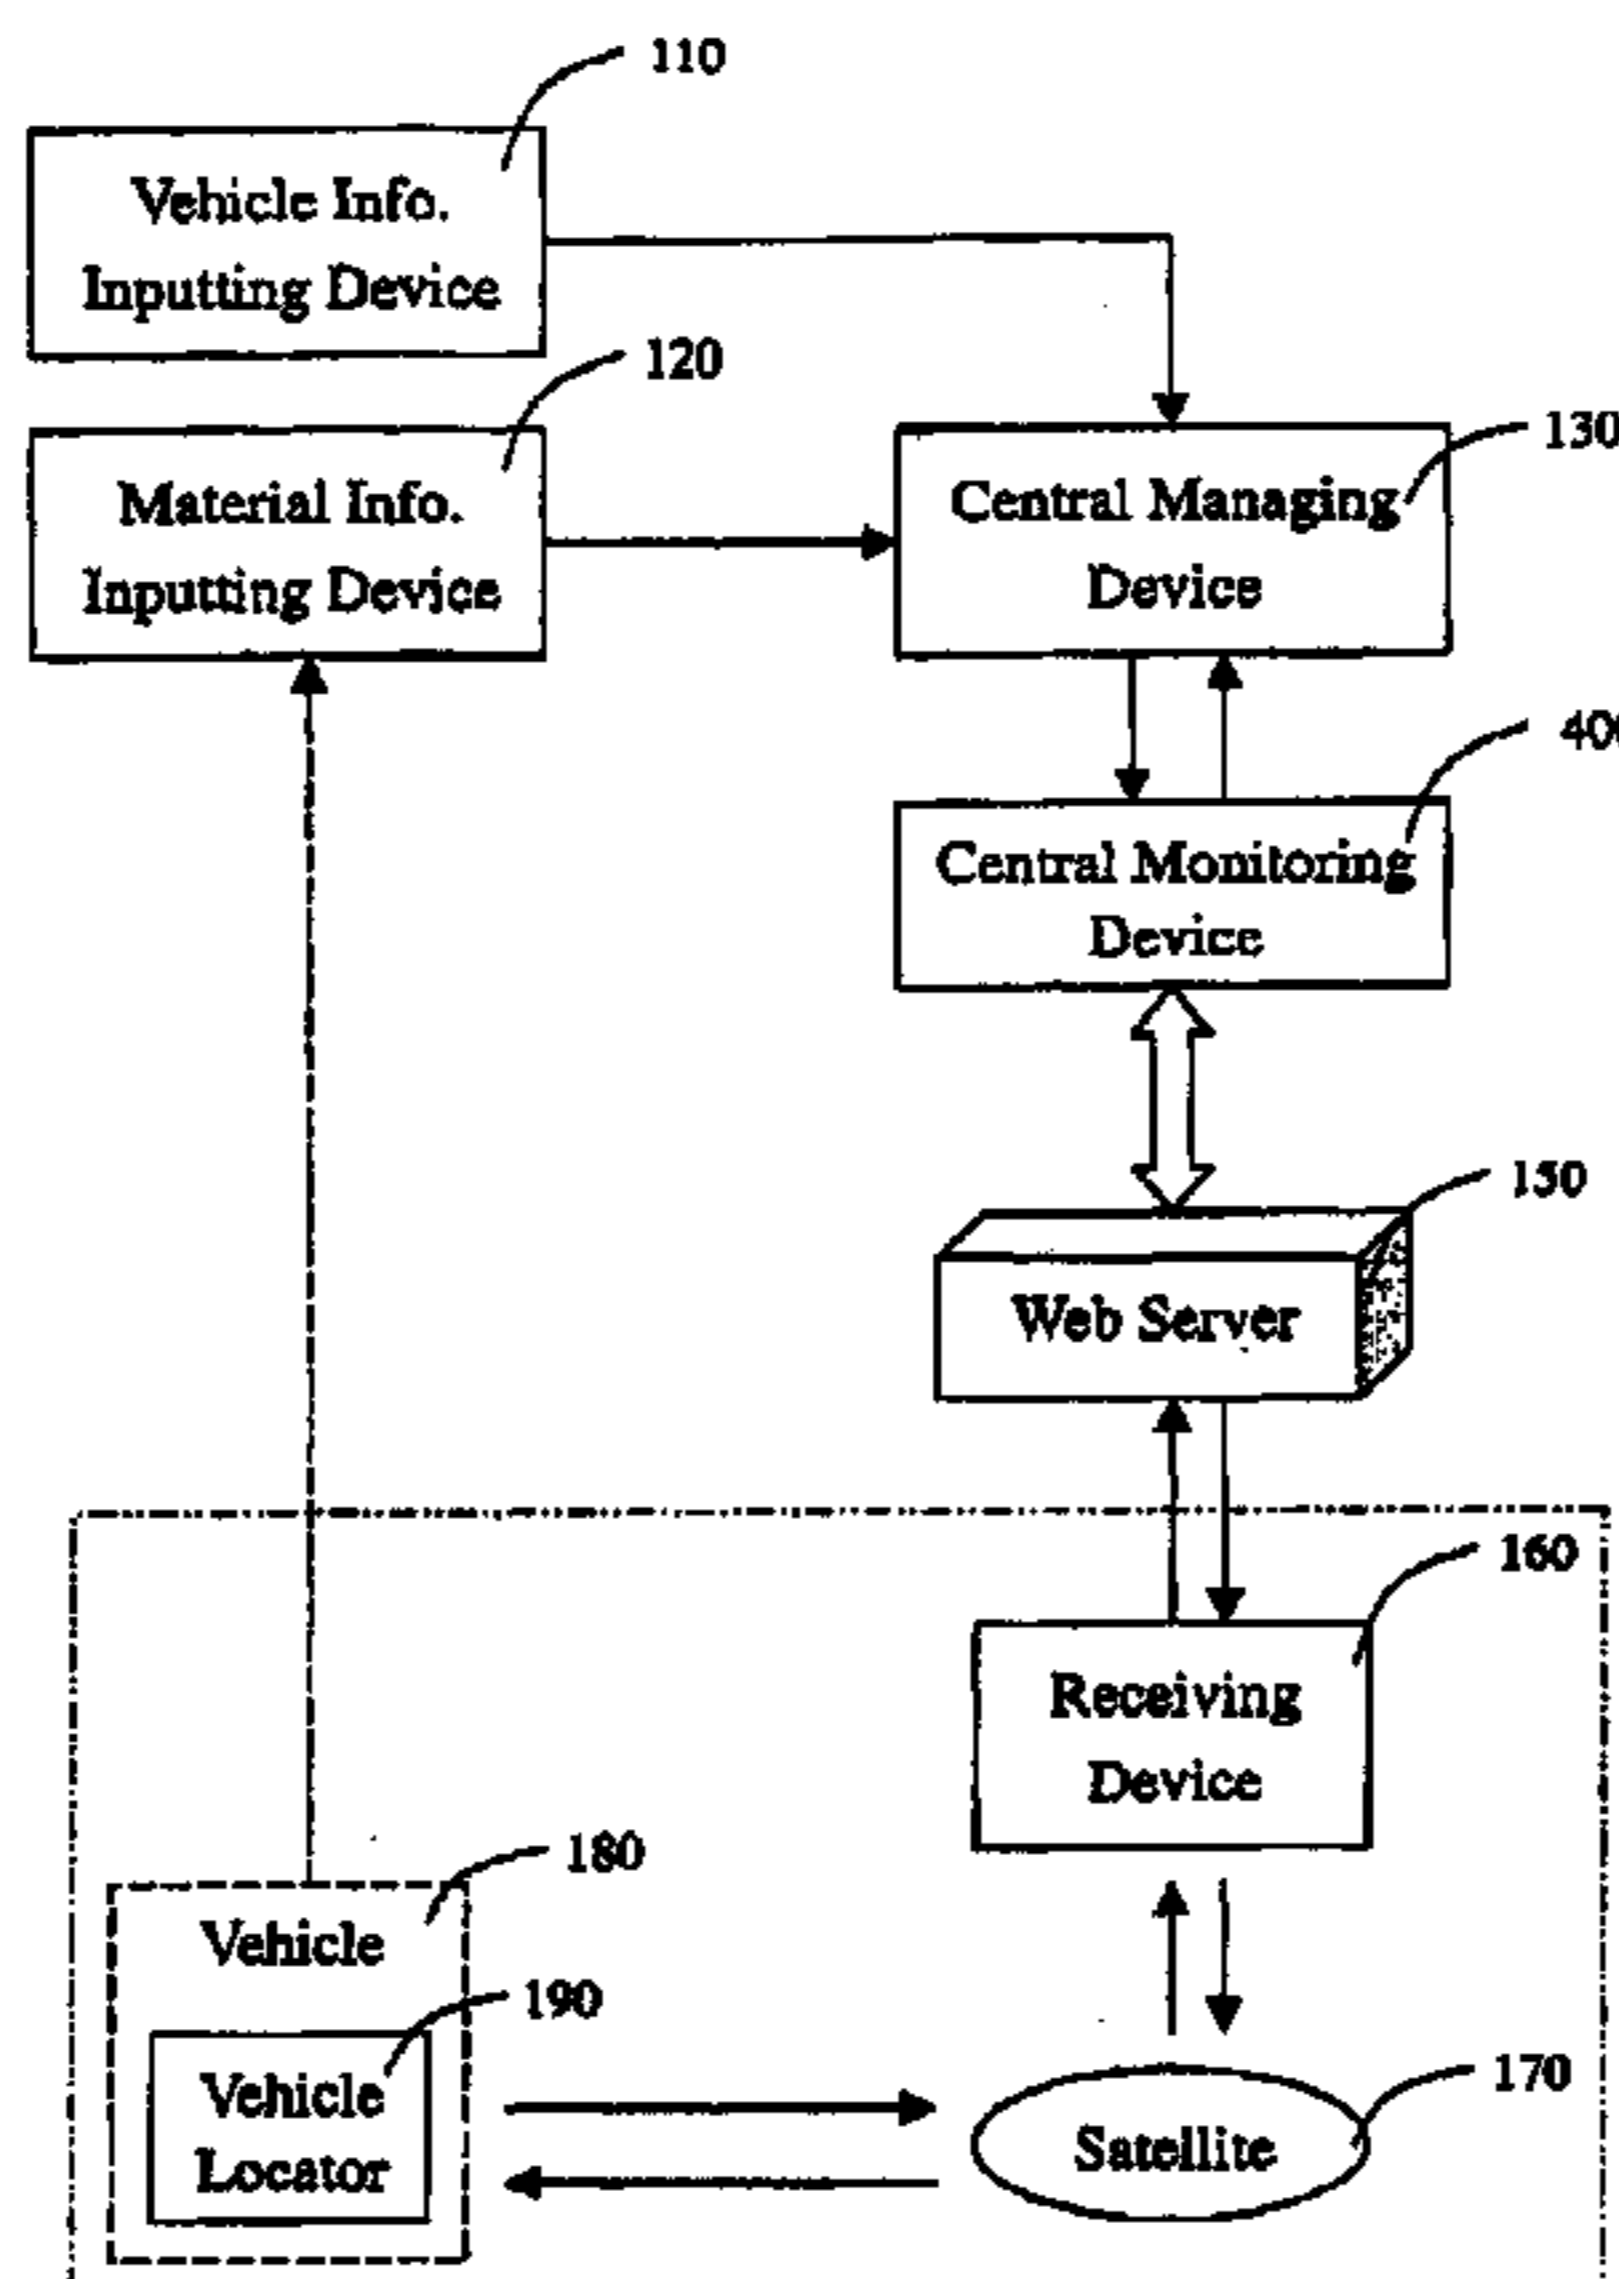 110
Vehicle Info.
Inputting Device
120
Material Info.
Inputting Device
130
Central Managing
Device
400
Central Monitoring
Device
150
Web Server
160
Receiving
Device
180
Vehicle
190
Vehicle
Locator
170
Satellite